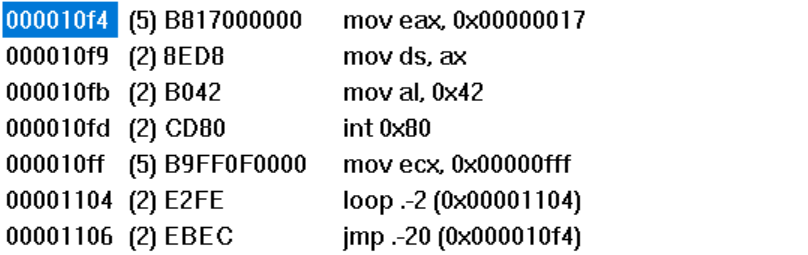 000010f4 (5) B817000000 mov eax, 0x00000017
000010f9 (2) 8ED8 mov ds, ax
000010fb (2) B042 mov al, 0x42
000010fd (2) CD80 int 0x80
000010ff (5) B9FF0F0000 mov ecx, 0x00000fff
00001104 (2) E2FE loop .-2 (0x00001104)
00001106 (2) EBEC jmp .-20 (0x000010f4)